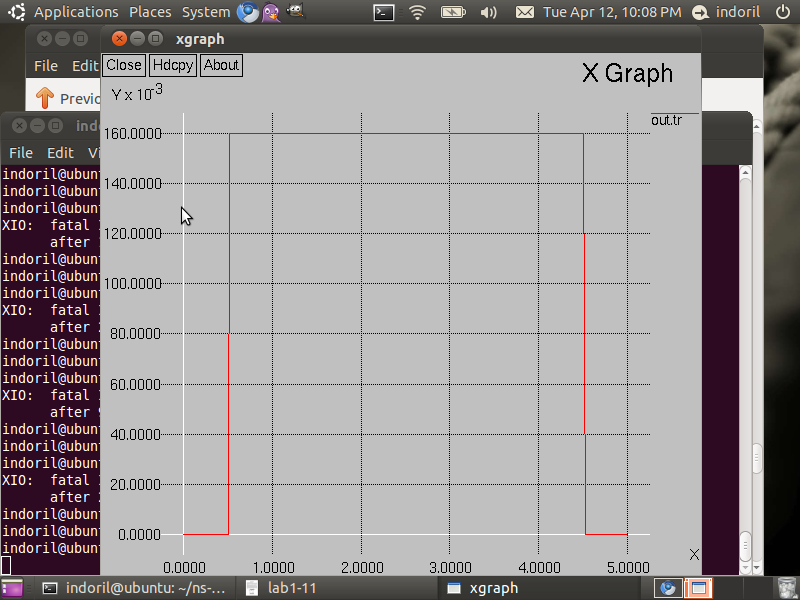 Applications Places System Tue Apr 12, 10:08 PM indoril
xgraph
File Edit
Close Hdcpy About
X Graph
Previc
Y x 10-3
out.tr
indo
File Edit Vi
160.0000
140.0000
120.0000
100.0000
80.0000
60.0000
40.0000
20.0000
0.0000
0.0000 1.0000 2.0000 3.0000 4.0000 5.0000
X
indoril@ubunt
indoril@ubunt
indoril@ubunt
XIO: fatal
after
indoril@ubunt
indoril@ubunt
indoril@ubunt
XIO: fatal
after
indoril@ubunt
indoril@ubunt
indoril@ubunt
XIO: fatal
after
indoril@ubunt
indoril@ubunt
indoril@ubunt
XIO: fatal
after
indoril@ubunt
indoril@ubunt
indoril@ubunt
indoril@ubuntu: ~/ns-... lab1-11 xgraph